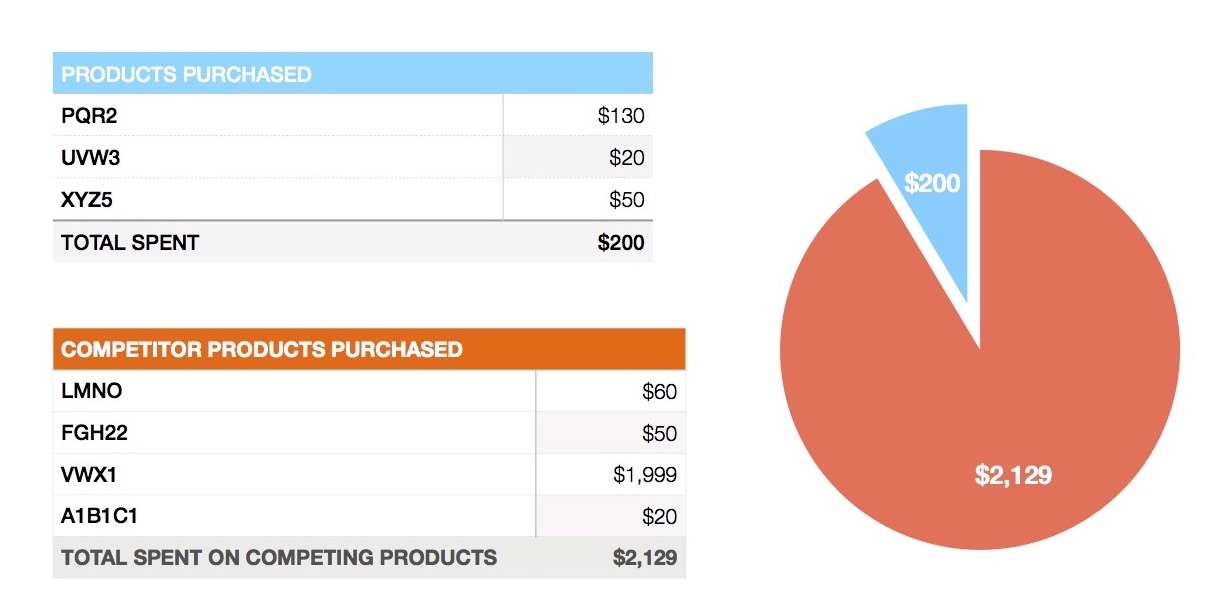 PRODUCTS PURCHASED
PQR2 $130
UVW3 $20
XYZ5 $50
TOTAL SPENT $200
COMPETITOR PRODUCTS PURCHASED
LMNO $60
FGH22 $50
VWX1 $1,999
A1B1C1 $20
TOTAL SPENT ON COMPETING PRODUCTS $2,129
$200
$2,129